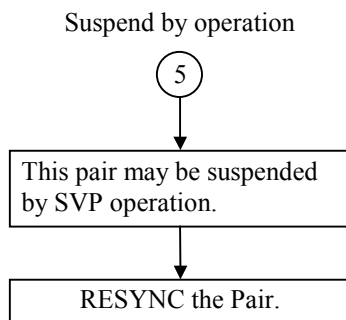 Suspend by operation
5
This pair may be suspended
by SVP operation.
RESYNC the Pair.